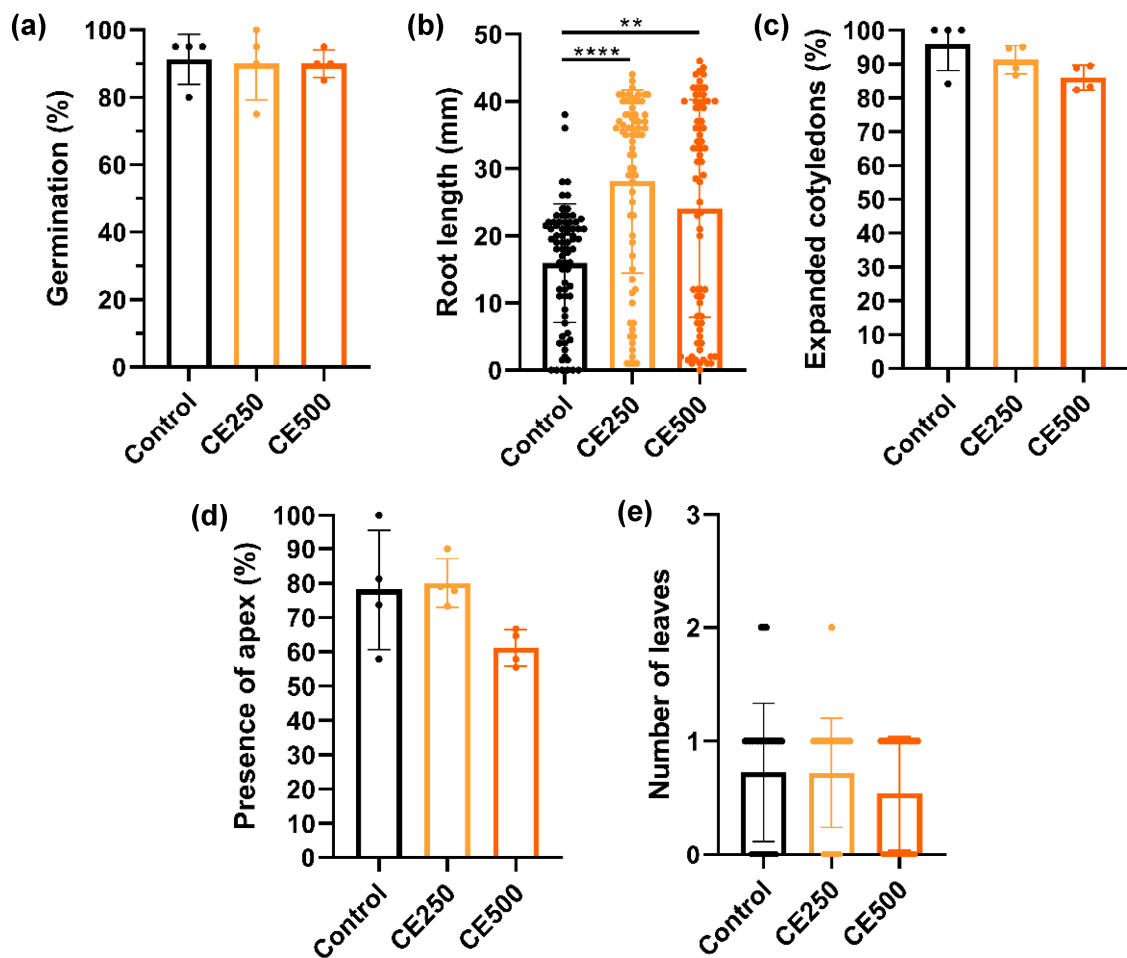 (a)
Germination (%)
100
80
60
40
20
0
Control
CE250
CE500
(b)
Root length (mm)
50
40
30
20
10
0
**
****
Control
CE250
CE500
(c)
Expanded cotyledons (%)
100
90
80
70
60
50
40
30
20
10
0
Control
CE250
CE500
(d)
Presence of apex (%)
100
90
80
70
60
50
40
30
20
10
0
Control
CE250
CE500
(e)
Number of leaves
3
2
1
0
Control
CE250
CE500